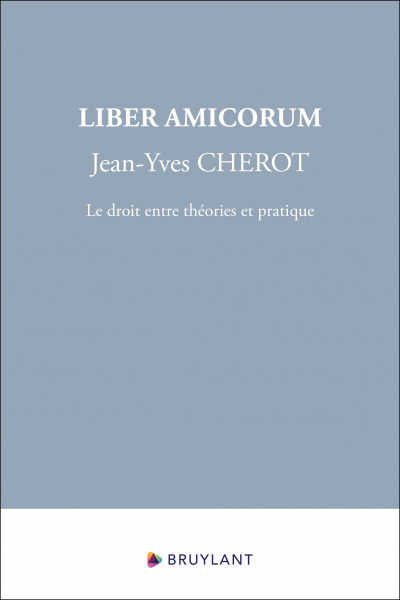 LIBER AMICORUM
Jean-Yves CHEROT
Le droit entre théories et pratique
BRUYLANT